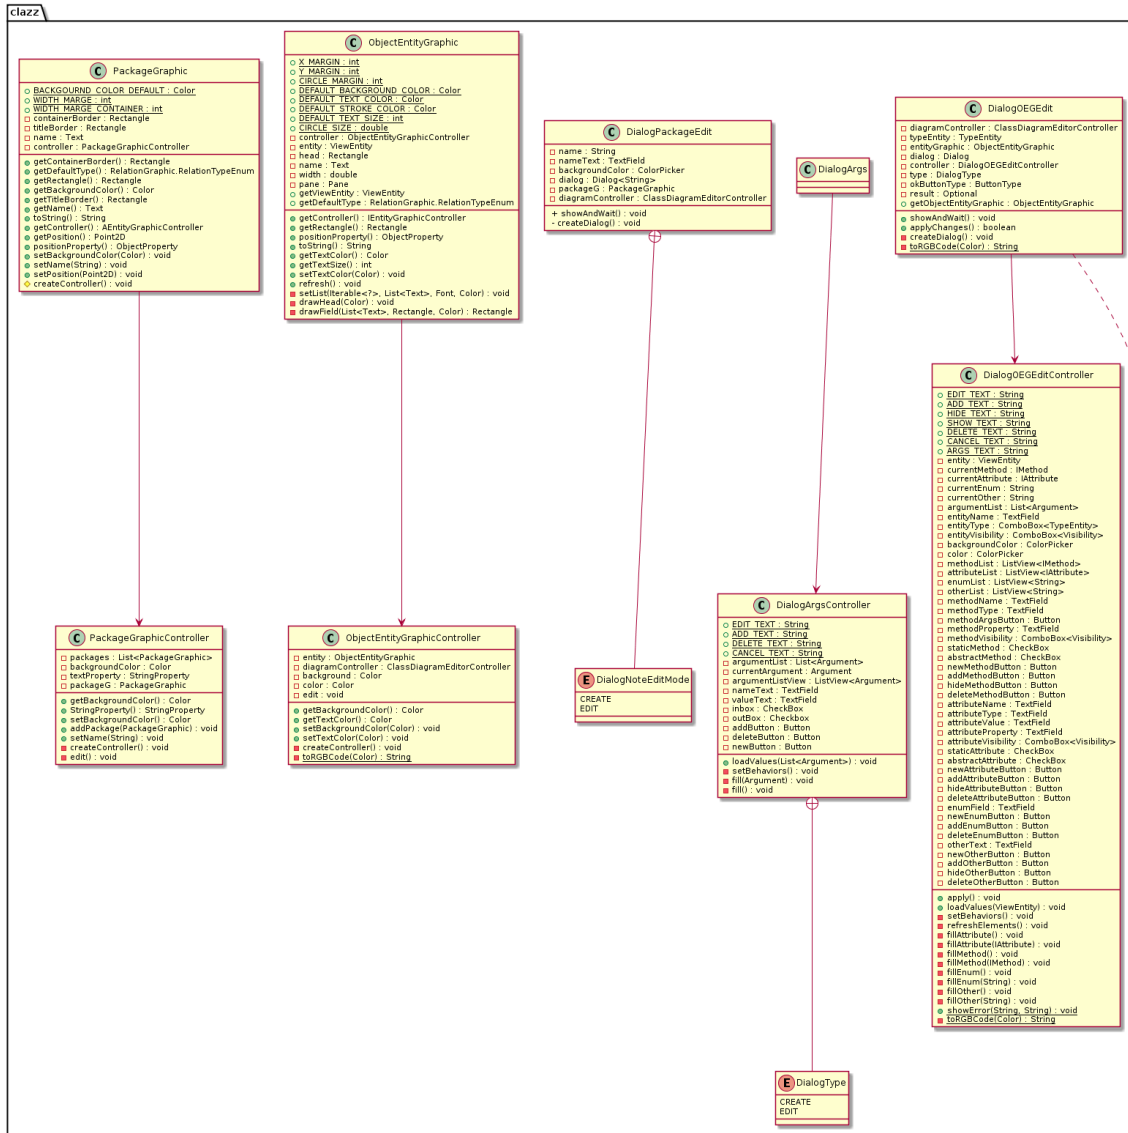 clazz
C PackageGraphic
BACKGOURND_COLOR_DEFAULT : Color
WIDTH_MARGE : int
WIDTH_MARGE_CONTAINER : int
containerBorder : Rectangle
titleBorder : Rectangle
name : Text
controller : PackageGraphicController
getContainerBorder() : Rectangle
getDefaultType() : RelationGraphic.RelationTypeEnum
getRectangle() : Rectangle
getBackgroundColor() : Color
getTitleBorder() : Rectangle
getName() : Text
toString() : String
getController() : AEntityGraphicController
getPosition() : Point2D
positionProperty() : ObjectProperty
setBackgroundColor(Color) : void
setName(String) : void
setPosition(Point2D) : void
createController() : void
C ObjectEntityGraphic
X_MARGIN : int
Y_MARGIN : int
CIRCLE_MARGIN : int
DEFAULT_BACKGROUND_COLOR : Color
DEFAULT_TEXT_COLOR : Color
DEFAULT_STROKE_COLOR : Color
DEFAULT_TEXT_SIZE : int
CIRCLE_SIZE : double
controller : ObjectEntityGraphicController
entity : ViewEntity
head : Rectangle
name : Text
width : double
pane : Pane
getViewEntity : ViewEntity
getDefaultType : RelationGraphic.RelationTypeEnum
getController() : IEntityGraphicController
getRectangle() : Rectangle
positionProperty() : ObjectProperty
toString() : String
getTextColor() : Color
getTextSize() : int
setTextColor(Color) : void
refresh() : void
setList(Iterable<?>, List<Text>, Font, Color) : void
drawHead(Color) : void
drawField(List<Text>, Rectangle, Color) : Rectangle
C DialogPackageEdit
name : String
nameText : TextField
backgroundColor : ColorPicker
dialog : Dialog<String>
packageG : PackageGraphic
diagramController : ClassDiagramEditorController
+ showAndWait() : void
- createDialog() : void
C DialogArgs
C DialogOEGEdit
diagramController : ClassDiagramEditorController
typeEntity : TypeEntity
entityGraphic : ObjectEntityGraphic
dialog : Dialog
controller : DialogOEGEditController
type : DialogType
okButtonType : ButtonType
result : Optional
getObjectEntityGraphic : ObjectEntityGraphic
showAndWait() : void
applyChanges() : boolean
createDialog() : void
toRGBCode(Color) : String
C PackageGraphicController
packages : List<PackageGraphic>
backgroundColor : Color
textProperty : StringProperty
packageG : PackageGraphic
getBackgroundColor() : Color
StringProperty() : StringProperty
setBackgroundColor() : Color
addPackage(PackageGraphic) : void
setName(String) : void
createController() : void
edit() : void
C ObjectEntityGraphicController
entity : ObjectEntityGraphic
diagramController : ClassDiagramEditorController
background : Color
color : Color
edit : void
getBackgroundColor() : Color
getTextColor() : Color
setBackgroundColor(Color) : void
setTextColor(Color) : void
createController() : void
toRGBCode(Color) : String
E DialogNoteEditMode
CREATE
EDIT
C DialogArgsController
EDIT_TEXT : String
ADD_TEXT : String
DELETE_TEXT : String
CANCEL_TEXT : String
argumentList : List<Argument>
currentArgument : Argument
argumentListView : ListView<Argument>
nameText : TextField
valueText : TextField
inbox : CheckBox
outBox : Checkbox
addButton : Button
deleteButton : Button
newButton : Button
loadValues(List<Argument>) : void
setBehaviors() : void
fill(Argument) : void
fill() : void
C DialogOEGEditController
EDIT_TEXT : String
ADD_TEXT : String
HIDE_TEXT : String
SHOW_TEXT : String
DELETE_TEXT : String
CANCEL_TEXT : String
ARGS_TEXT : String
entity : ViewEntity
currentMethod : IMethod
currentAttribute : IAttribute
currentEnum : String
currentOther : String
argumentList : List<Argument>
entityName : TextField
entityType : ComboBox<TypeEntity>
entityVisibility : ComboBox<Visibility>
backgroundColor : ColorPicker
color : ColorPicker
methodList : ListView<IMethod>
attributeList : ListView<IAttribute>
enumList : ListView<String>
otherList : ListView<String>
methodName : TextField
methodType : TextField
methodArgsButton : Button
methodProperty : TextField
methodVisibility : ComboBox<Visibility>
staticMethod : CheckBox
abstractMethod : CheckBox
newMethodButton : Button
addMethodButton : Button
hideMethodButton : Button
deleteMethodButton : Button
attributeName : TextField
attributeType : TextField
attributeValue : TextField
attributeProperty : TextField
attributeVisibility : ComboBox<Visibility>
staticAttribute : CheckBox
abstractAttribute : CheckBox
newAttributeButton : Button
addAttributeButton : Button
hideAttributeButton : Button
deleteAttributeButton : Button
enumField : TextField
newEnumButton : Button
addEnumButton : Button
deleteEnumButton : Button
otherText : TextField
newOtherButton : Button
addOtherButton : Button
hideOtherButton : Button
deleteOtherButton : Button
apply() : void
loadValues(ViewEntity) : void
setBehaviors() : void
refreshElements() : void
fillAttribute() : void
fillAttribute(IAttribute) : void
fillMethod() : void
fillMethod(IMethod) : void
fillEnum() : void
fillEnum(String) : void
fillOther() : void
fillOther(String) : void
showError(String, String) : void
toRGBCode(Color) : String
E DialogType
CREATE
EDIT